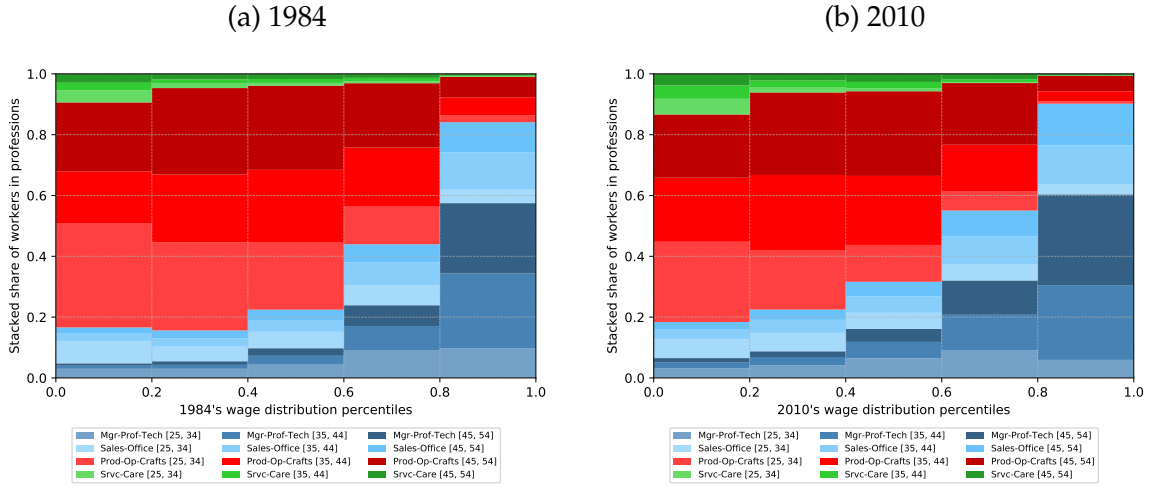 (a) 1984
1.0
0.8
0.6
0.4
0.2
0.0
Stacked share of workers in professions
0.0 0.2 0.4 0.6 0.8 1.0
1984's wage distribution percentiles
Mgr-Prof-Tech [25, 34] Mgr-Prof-Tech [35, 44] Mgr-Prof-Tech [45, 54]
Sales-Office [25, 34] Sales-Office [35, 44] Sales-Office [45, 54]
Prod-Op-Crafts [25, 34] Prod-Op-Crafts [35, 44] Prod-Op-Crafts [45, 54]
Srvc-Care [25, 34] Srvc-Care [35, 44] Srvc-Care [45, 54]
(b) 2010
1.0
0.8
0.6
0.4
0.2
0.0
Stacked share of workers in professions
0.0 0.2 0.4 0.6 0.8 1.0
2010's wage distribution percentiles
Mgr-Prof-Tech [25, 34] Mgr-Prof-Tech [35, 44] Mgr-Prof-Tech [45, 54]
Sales-Office [25, 34] Sales-Office [35, 44] Sales-Office [45, 54]
Prod-Op-Crafts [25, 34] Prod-Op-Crafts [35, 44] Prod-Op-Crafts [45, 54]
Srvc-Care [25, 34] Srvc-Care [35, 44] Srvc-Care [45, 54]